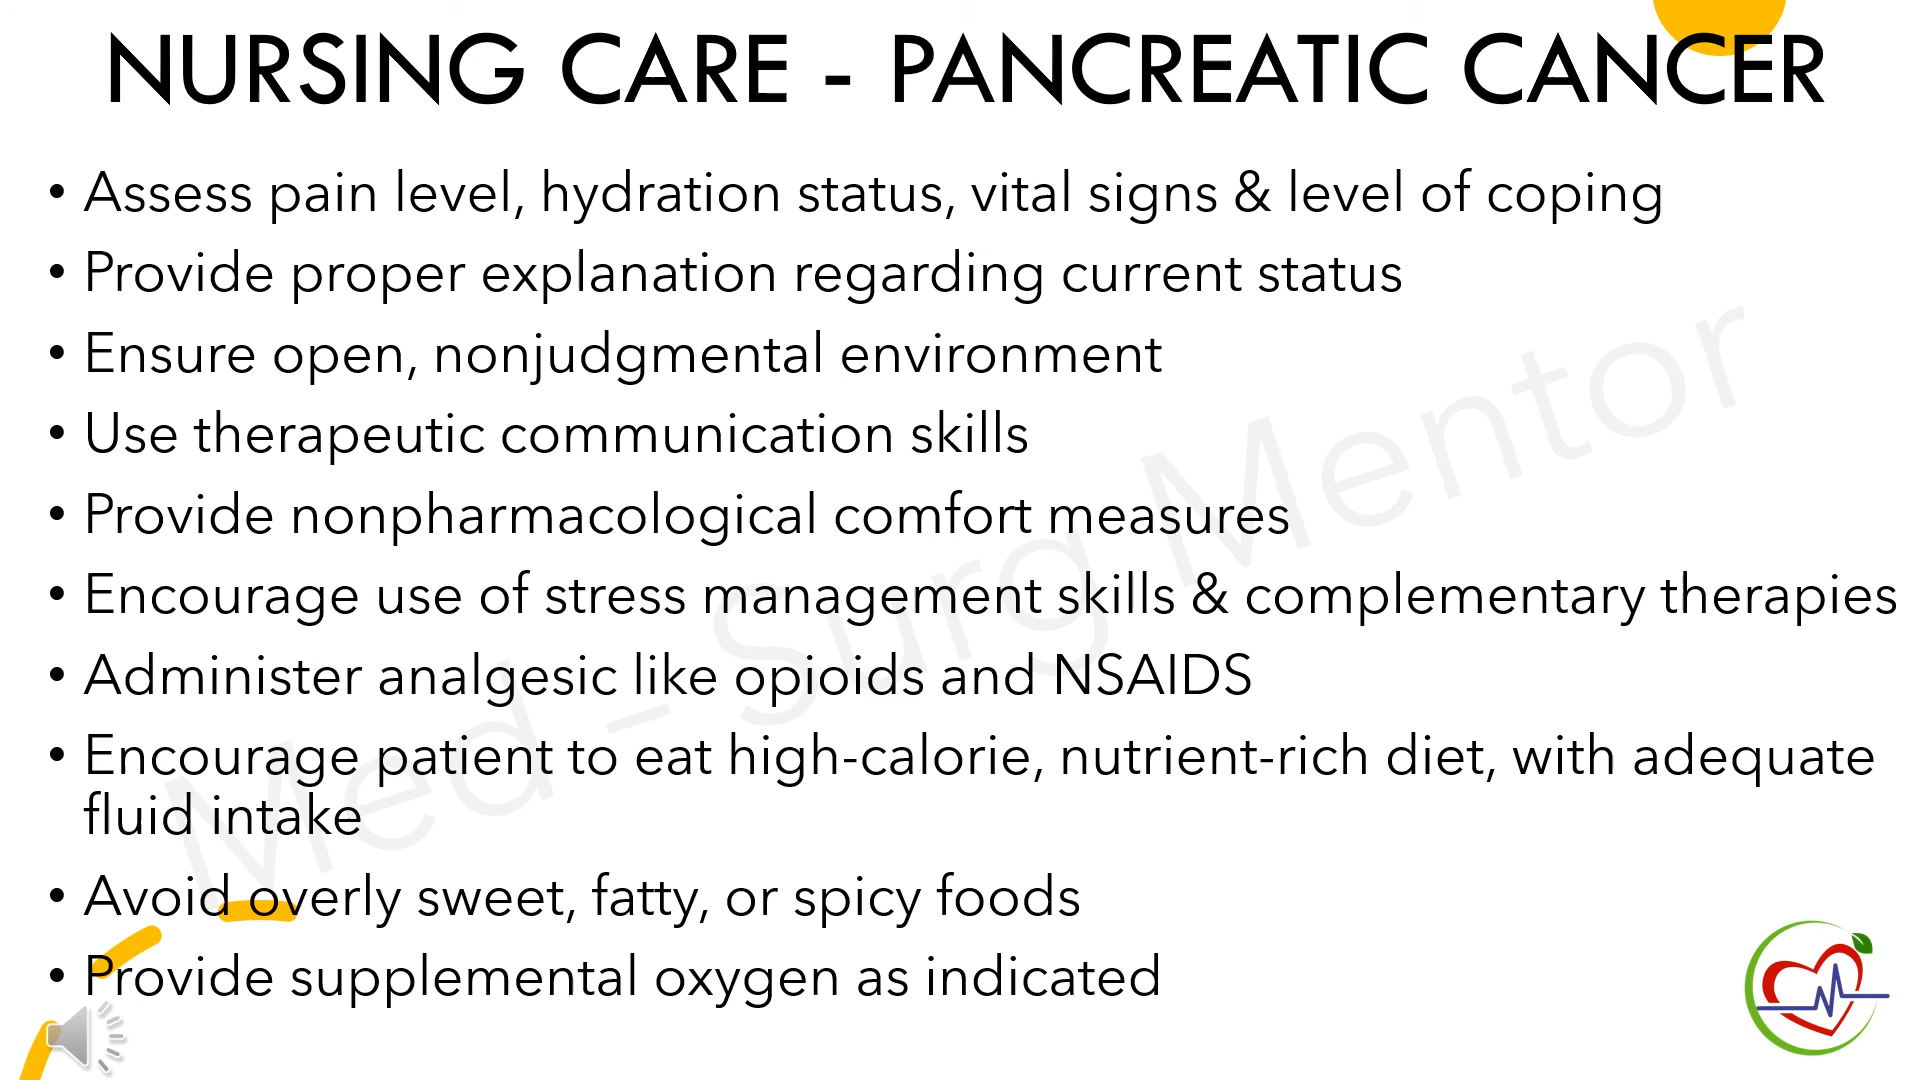 NURSING CARE - PANCREATIC CANCER
• Assess pain level, hydration status, vital signs & level of coping
• Provide proper explanation regarding current status
• Ensure open, nonjudgmental environment
• Use therapeutic communication skills
• Provide nonpharmacological comfort measures
• Encourage use of stress management skills & complementary therapies
• Administer analgesic like opioids and NSAIDS
• Encourage patient to eat high-calorie, nutrient-rich diet, with adequate
fluid intake
• Avoid overly sweet, fatty, or spicy foods
• Provide supplemental oxygen as indicated
Med – Surg Mentor